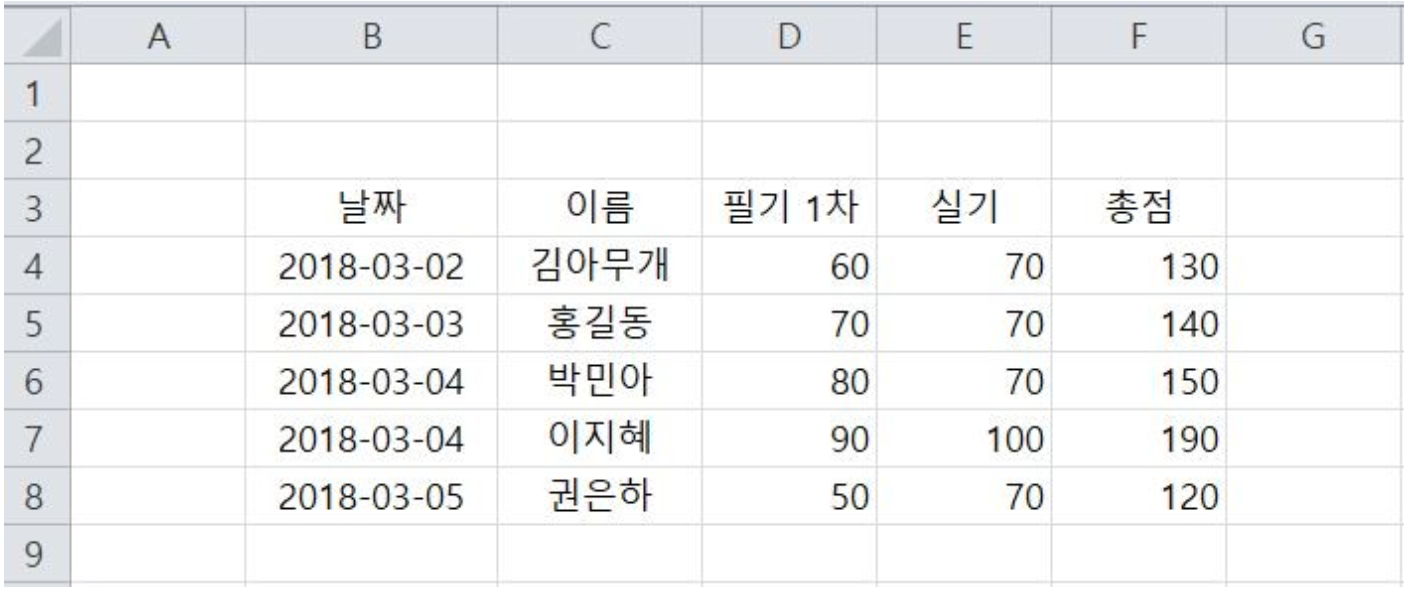 A B C D E F G
1
2
3 날짜 이름 필기 1차 실기 총점
4 2018-03-02 김아무개 60 70 130
5 2018-03-03 홍길동 70 70 140
6 2018-03-04 박민아 80 70 150
7 2018-03-04 이지혜 90 100 190
8 2018-03-05 권은하 50 70 120
9